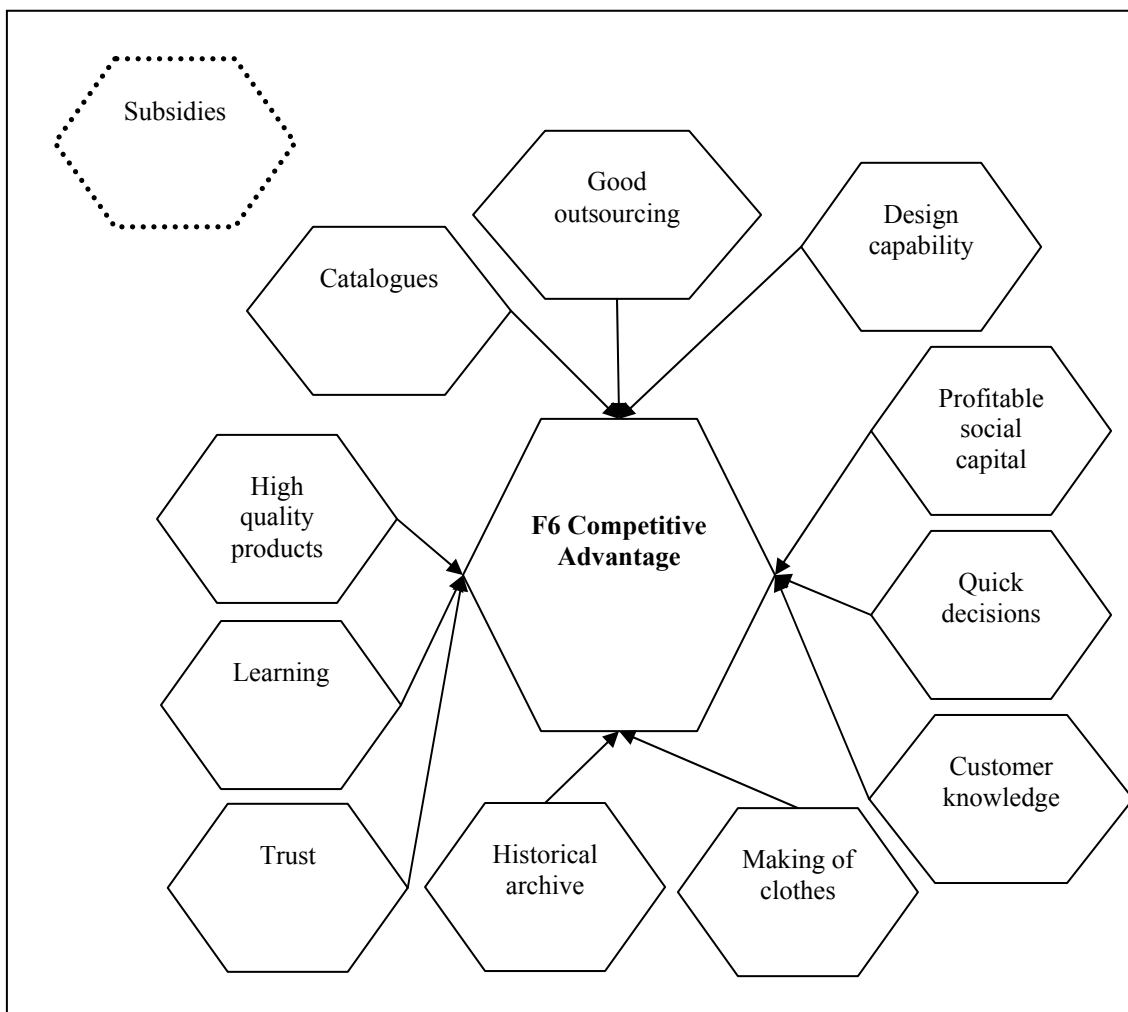 Subsidies
Good
outsourcing
Design
capability
Catalogues
Profitable
social
capital
High
quality
products
F6 Competitive
Advantage
Quick
decisions
Learning
Customer
knowledge
Trust
Historical
archive
Making of
clothes